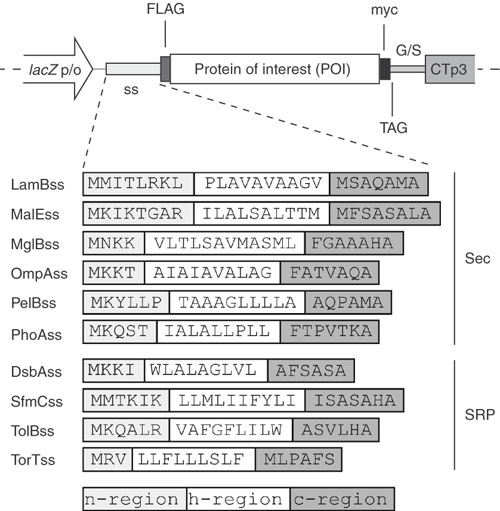 FLAG
myc
lacZ p/o
Protein of interest (POI)
G/S
CTp3
ss
TAG
LamBss MMITLRKL PLAVAVAAGV MSAQAMA
MalEss MKIKTGAR ILALSALTTM MFSASALA
MglBss MNKK VLTLSAVMASML FGAAAHA
OmpAss MKKT AIAIAVALAG FATVAQA
PelBss MKYLLP TAAAGLLLLA AQPAMA
PhoAss MKQST IALALLPLL FTPVTKA
Sec
DsbAss MKKI WLALAGLVL AFSASA
SfmCss MMTKIK LLMLIIFYLI ISASAHA
TolBss MKQALR VAFGFLILW ASVLHA
TorTss MRV LLFLLLSLF MLPAFS
SRP
n-region h-region c-region